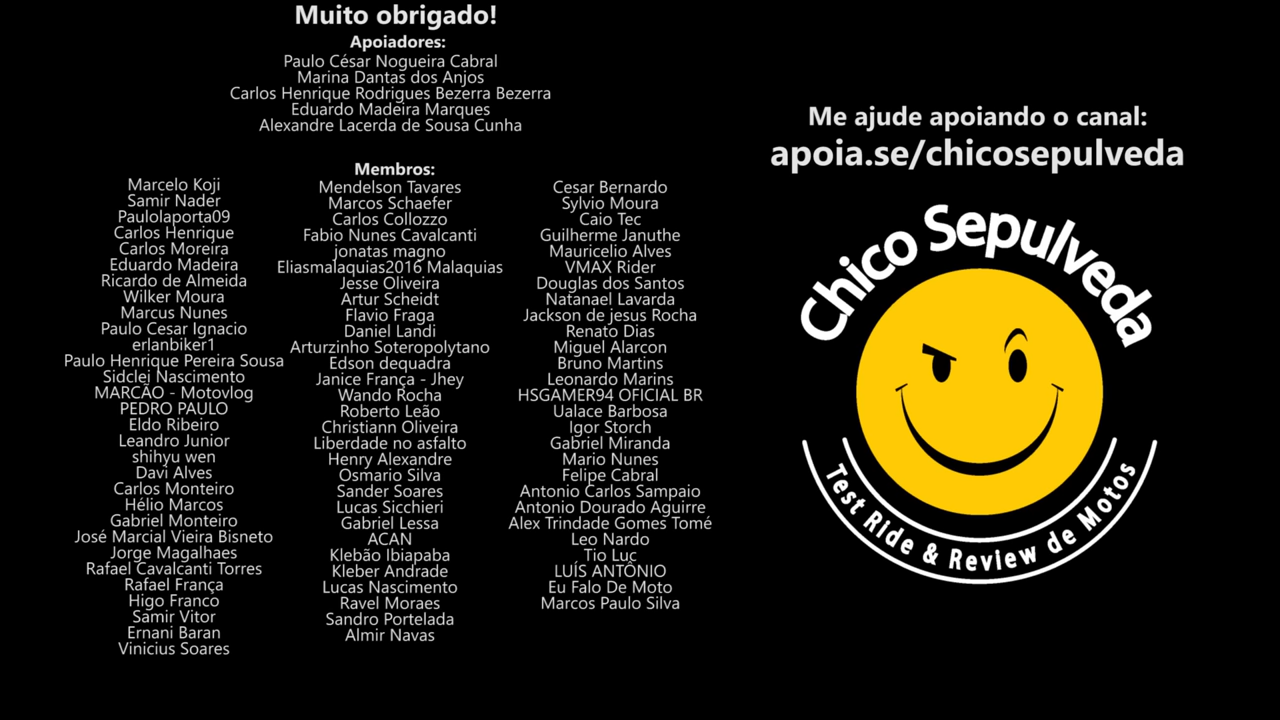 Muito obrigado!
Apoiadores:
Paulo César Nogueira Cabral
Marina Dantas dos Anjos
Carlos Henrique Rodrigues Bezerra Bezerra
Eduardo Madeira Marques
Alexandre Lacerda de Sousa Cunha
Membros:
Marcelo Koji
Samir Nader
Paulolaporta09
Carlos Henrique
Carlos Moreira
Eduardo Madeira
Ricardo de Almeida
Wilker Moura
Marcus Nunes
Paulo Cesar Ignacio
erlanbiker1
Paulo Henrique Pereira Sousa
Sidclei Nascimento
MARCÃO - Motovlog
PEDRO PAULO
Eldo Ribeiro
Leandro Junior
shihyu wen
Davi Alves
Carlos Monteiro
Hélio Marcos
Gabriel Monteiro
José Marcial Vieira Bisneto
Jorge Magalhaes
Rafael Cavalcanti Torres
Rafael França
Higo Franco
Samir Vitor
Ernani Baran
Vinicius Soares
Mendelson Tavares
Marcos Schaefer
Carlos Collozzo
Fabio Nunes Cavalcanti
jonatas magno
Eliasmalaquias2016 Malaquias
Jesse Oliveira
Artur Scheidt
Flavio Fraga
Daniel Landi
Arturzinho Soteropolytano
Edson dequadra
Janice França - Jhey
Wando Rocha
Roberto Leão
Christiann Oliveira
Liberdade no asfalto
Henry Alexandre
Osmario Silva
Sander Soares
Lucas Sicchieri
Gabriel Lessa
ACAN
Klebão Ibiapaba
Kleber Andrade
Lucas Nascimento
Ravel Moraes
Sandro Portelada
Almir Navas
Cesar Bernardo
Sylvio Moura
Caio Tec
Guilherme Januthe
Mauricelio Alves
VMAX Rider
Douglas dos Santos
Natanael Lavarda
Jackson de jesus Rocha
Renato Dias
Miguel Alarcon
Bruno Martins
Leonardo Marins
HSGAMER94 OFICIAL BR
Ualace Barbosa
Igor Storch
Gabriel Miranda
Mario Nunes
Felipe Cabral
Antonio Carlos Sampaio
Antonio Dourado Aguirre
Alex Trindade Gomes Tomé
Leo Nardo
Tio Luc
LUÍS ANTÔNIO
Eu Falo De Moto
Marcos Paulo Silva
Me ajude apoiando o canal:
apoia.se/chicosepulveda
Chico Sepulveda
Test Ride & Review de Motos